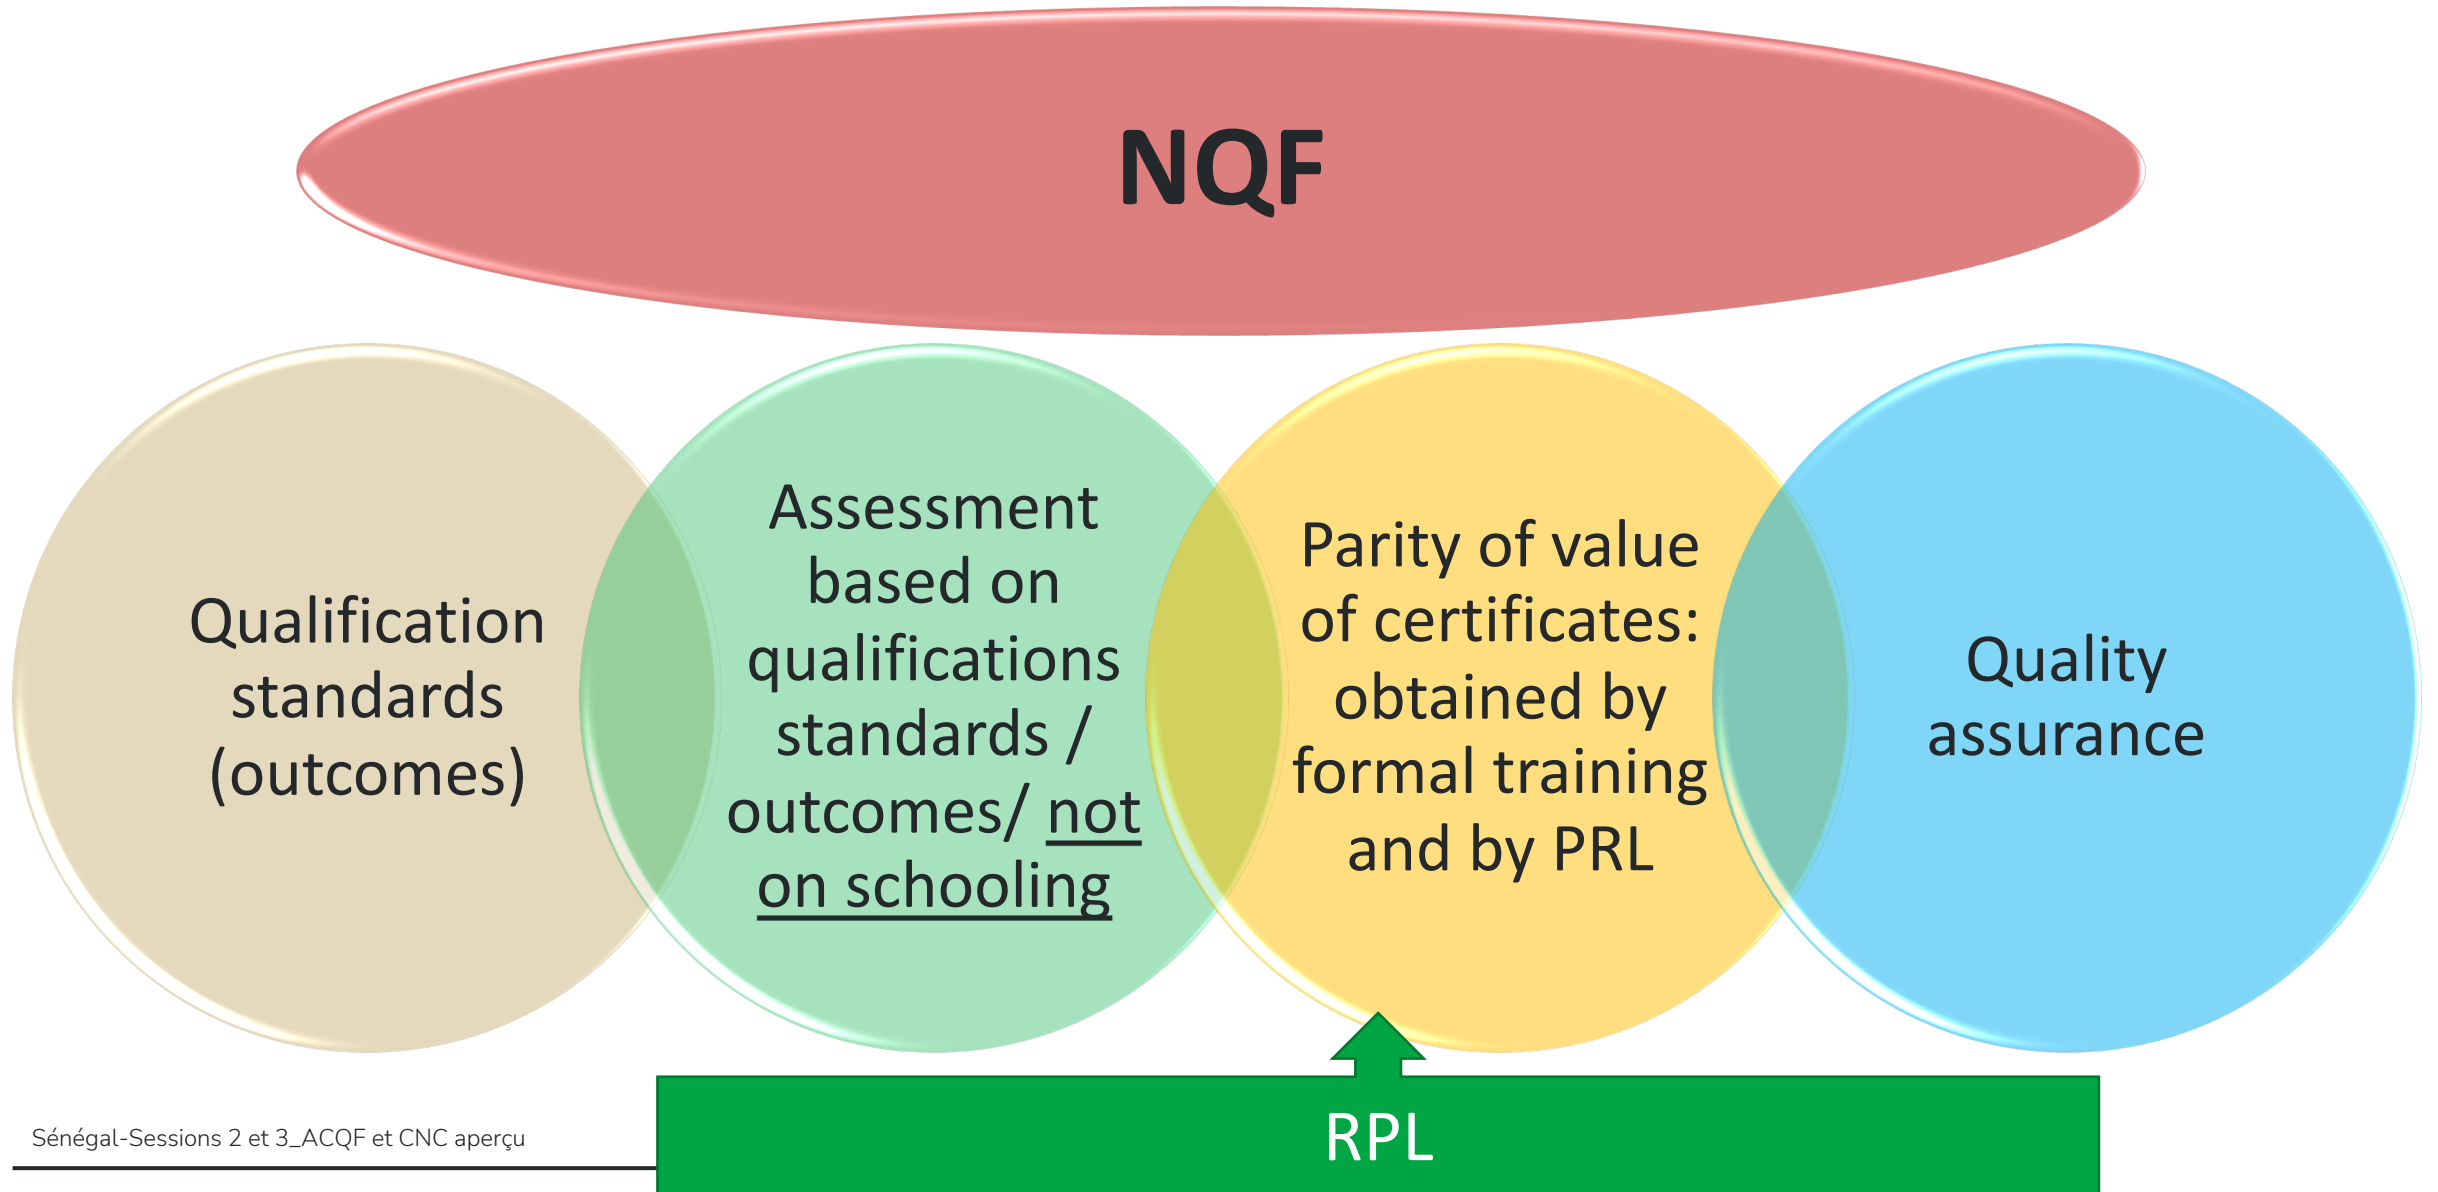 NQF
Qualification
standards
(outcomes)
Assessment
based on
qualifications
standards /
outcomes/ not
on schooling
Parity of value
of certificates:
obtained by
formal training
and by PRL
Quality
assurance
RPL
Sénégal-Sessions 2 et 3_ACQF et CNC aperçu